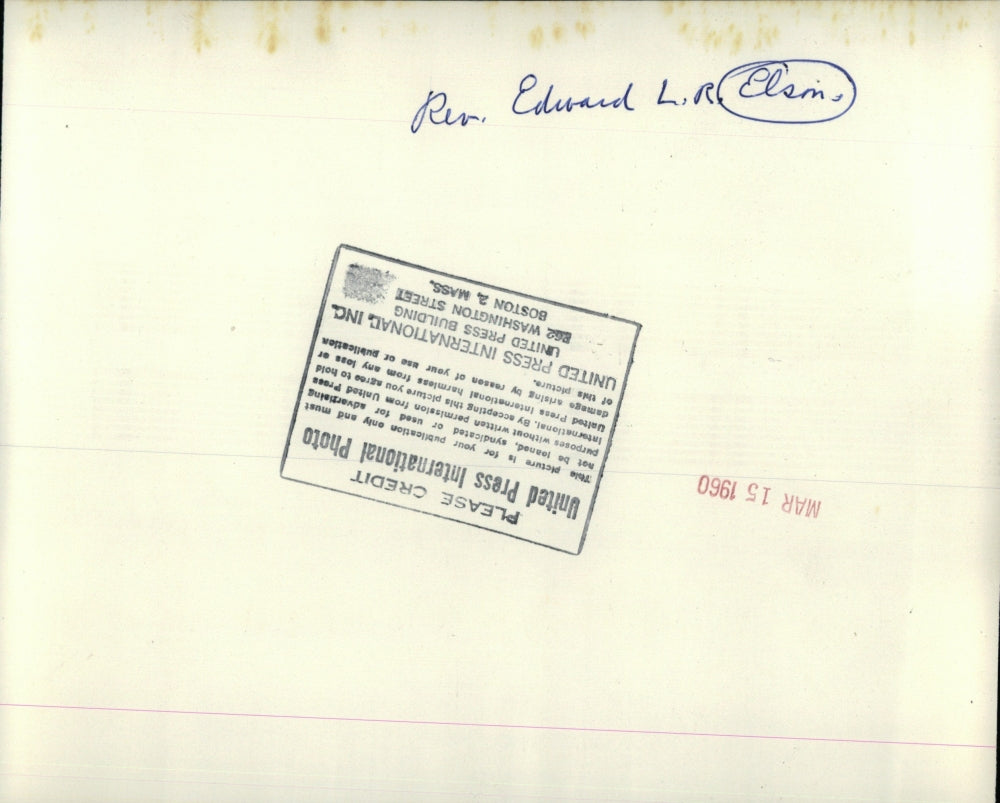 Rev. Edward L. R. Elson.
PLEASE CREDIT
United Press International Photo
This picture is for your publication only and must
not be loaned, syndicated or used for advertising
purposes without written permission from United Press
International. By accepting this picture you agree to hold
United Press International harmless from any loss or
damage arising by reason of your use or publication
of this picture.
UNITED PRESS INTERNATIONAL, INC.
UNITED PRESS BUILDING
WASHINGTON STREET
BOSTON 2, MASS.
MAR 15 1960